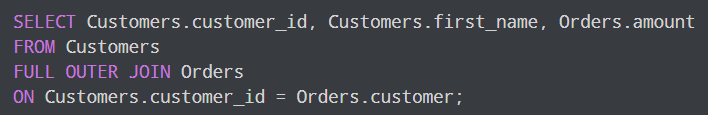 SELECT Customers.customer_id, Customers.first_name, Orders.amount
FROM Customers
FULL OUTER JOIN Orders
ON Customers.customer_id = Orders.customer;